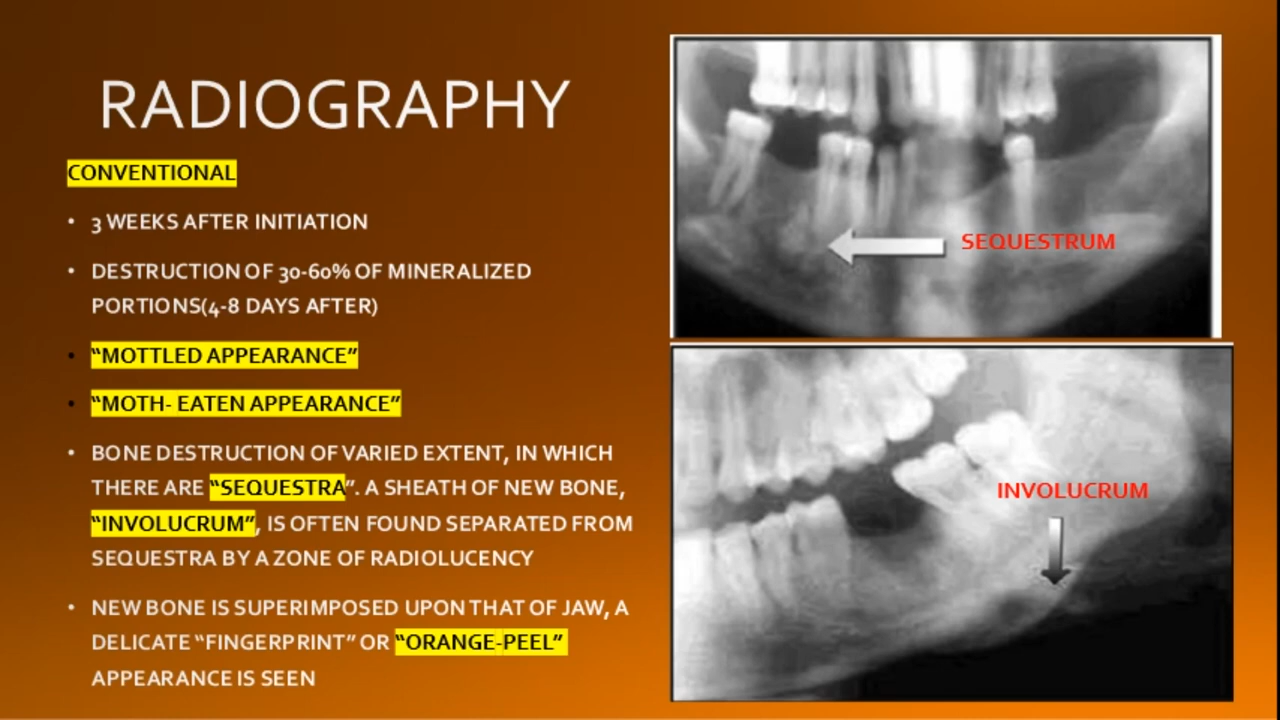 RADIOGRAPHY
CONVENTIONAL
• 3 WEEKS AFTER INITIATION
• DESTRUCTION OF 30-60% OF MINERALIZED
PORTIONS(4-8 DAYS AFTER)
• “MOTTLED APPEARANCE”
• “MOTH- EATEN APPEARANCE”
• BONE DESTRUCTION OF VARIED EXTENT, IN WHICH
THERE ARE “SEQUESTRA”. A SHEATH OF NEW BONE,
“INVOLUCRUM”, IS OFTEN FOUND SEPARATED FROM
SEQUESTRA BY A ZONE OF RADIOLUCENCY
• NEW BONE IS SUPERIMPOSED UPON THAT OF JAW, A
DELICATE “FINGERPRINT” OR “ORANGE-PEEL”
APPEARANCE IS SEEN
SEQUESTRUM
INVOLUCRUM